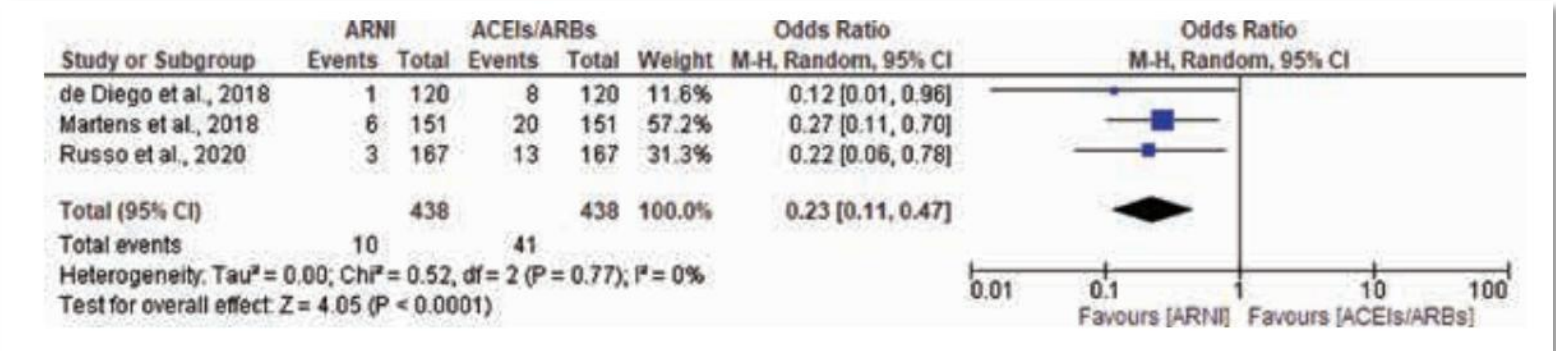 ARNI ACEIs/ARBs Odds Ratio Odds Ratio
Study or Subgroup Events Total Events Total Weight M-H, Random, 95% CI M-H, Random, 95% CI
de Diego et al., 2018 1 120 8 120 11.6% 0.12 [0.01, 0.96]
Martens et al., 2018 6 151 20 151 57.2% 0.27 [0.11, 0.70]
Russo et al., 2020 3 167 13 167 31.3% 0.22 [0.06, 0.78]
Total (95% CI) 438 438 100.0% 0.23 [0.11, 0.47]
Total events 10 41
Heterogeneity: Tau² = 0.00; Chi² = 0.52, df = 2 (P = 0.77); I² = 0%
Test for overall effect: Z = 4.05 (P < 0.0001)
0.01 0.1 1 10 100
Favours [ARNI] Favours [ACEIs/ARBs]